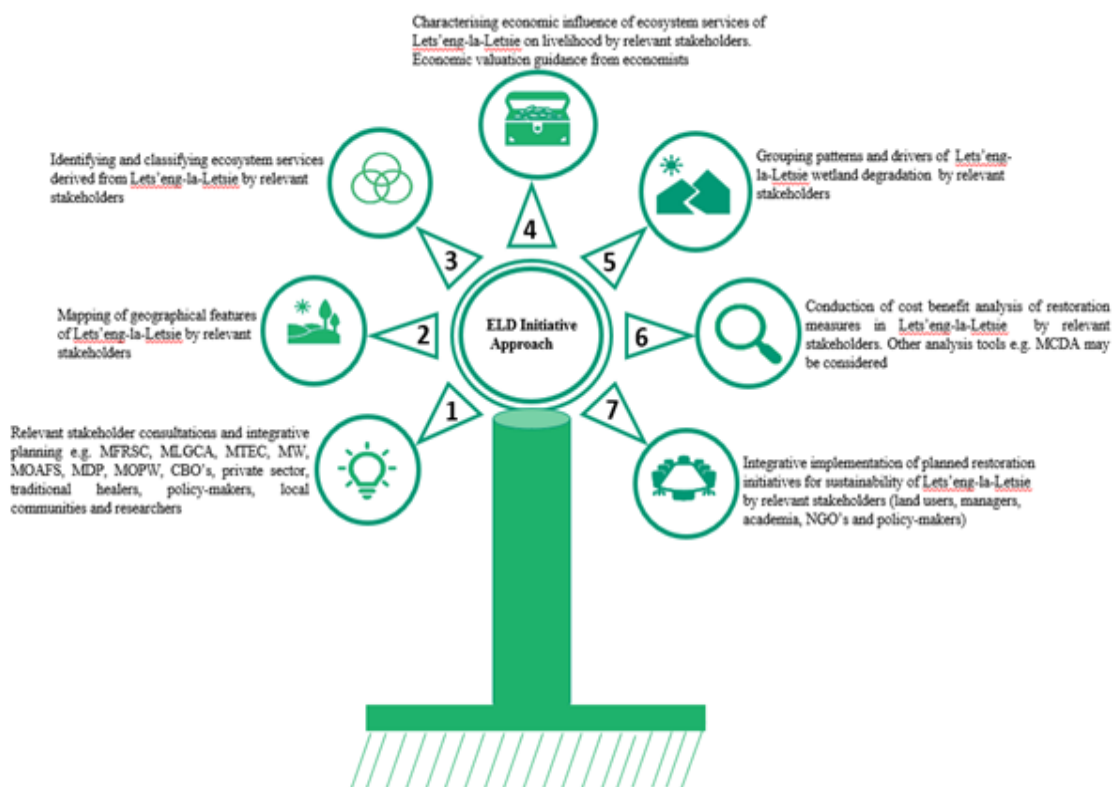 Characterising economic influence of ecosystem services of
Lets'eng-la-Letsie on livelihood by relevant stakeholders.
Economic valuation guidance from economists
Identifying and classifying ecosystem services
derived from Lets'eng-la-Letsie by relevant
stakeholders
Grouping patterns and drivers of Lets'eng-
la-Letsie wetland degradation by relevant
stakeholders
4
3
5
Mapping of geographical features
of Lets'eng-la-Letsie by relevant
stakeholders
2
ELD Initiative
Approach
6
Conduction of cost benefit analysis of restoration
measures in Lets'eng-la-Letsie by relevant
stakeholders. Other analysis tools e.g. MCDA may
be considered
1
7
Relevant stakeholder consultations and integrative
planning e.g. MFRSC, MLGCA, MTEC, MW,
MOAFS, MDP, MOPW, CBO's, private sector,
traditional healers, policy-makers, local
communities and researchers
Integrative implementation of planned restoration
initiatives for sustainability of Lets'eng-la-Letsie
by relevant stakeholders (land users, managers,
academia, NGO's and policy-makers)